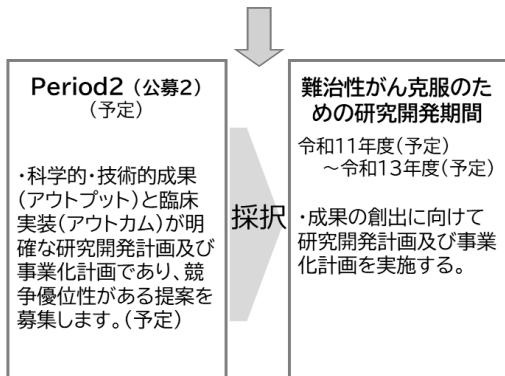 Period2 (公募2)
(予定)
・科学的・技術的成果
(アウトプット)と臨床
実装(アウトカム)が明
確な研究開発計画及び
事業化計画であり、競
争優位性がある提案を
募集します。(予定)
採択
難治性がん克服のた
めの研究開発期間
令和11年度(予定)
~令和13年度(予定)
・成果の創出に向けて
研究開発計画及び事業
化計画を実施する。